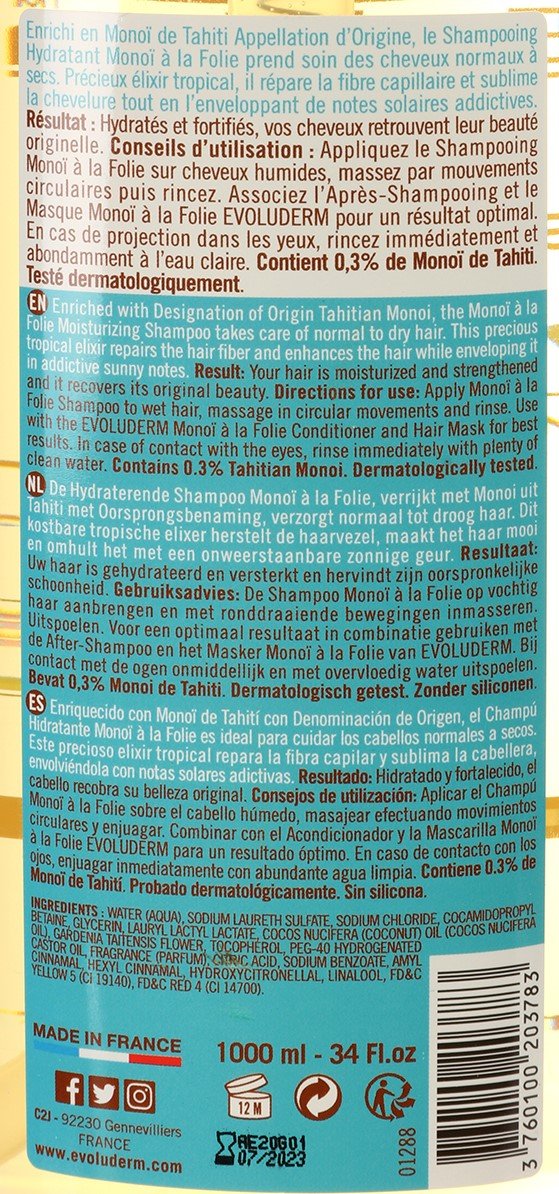 Enrichi en Monoï de Tahiti Appellation d'Origine, le Shampooing
Hydratant Monoï à la Folie prend soin des cheveux normaux à
secs. Précieux élixir tropical, il répare la fibre capillaire et sublime
la chevelure tout en l'enveloppant de notes solaires addictives.
Résultat : Hydratés et fortifiés, vos cheveux retrouvent leur beauté
originelle. Conseils d'utilisation : Appliquez le Shampooing
Monoï à la Folie sur cheveux humides, massez par mouvements
circulaires puis rincez. Associez l'Après-Shampooing et le
Masque Monoï à la Folie EVOLUDERM pour un résultat optimal.
En cas de projection dans les yeux, rincez immédiatement et
abondamment à l'eau claire. Contient 0,3% de Monoï de Tahiti.
Testé dermatologiquement.
EN Enriched with Designation of Origin Tahitian Monoi, the Monoï à la
Folie Moisturizing Shampoo takes care of normal to dry hair. This precious
tropical elixir repairs the hair fiber and enhances the hair while enveloping it
in addictive sunny notes. Result: Your hair is moisturized and strengthened
and it recovers its original beauty. Directions for use: Apply Monoï à la
Folie Shampoo to wet hair, massage in circular movements and rinse. Use
with the EVOLUDERM Monoï à la Folie Conditioner and Hair Mask for best
results. In case of contact with the eyes, rinse immediately with plenty of
clean water. Contains 0.3% Tahitian Monoi. Dermatologically tested.
NL De Hydraterende Shampoo Monoï à la Folie, verrijkt met Monoi uit
Tahiti met Oorsprongsbenaming, verzorgt normaal tot droog haar. Dit
kostbare tropische elixer herstelt de haarvezel, maakt het haar mooi
en omhult het met een onweerstaanbare zonnige geur. Resultaat:
Uw haar is gehydrateerd en versterkt en hervindt zijn oorspronkelijke
schoonheid. Gebruiksadvies: De Shampoo Monoï à la Folie op vochtig
haar aanbrengen en met ronddraaiende bewegingen inmasseren.
Uitspoelen. Voor een optimaal resultaat in combinatie gebruiken met
de After-Shampoo en het Masker Monoï à la Folie van EVOLUDERM. Bij
contact met de ogen onmiddellijk en met overvloedig water uitspoelen.
Bevat 0,3% Monoi de Tahiti. Dermatologisch getest. Zonder siliconen.
ES Enriquecido con Monoï de Tahití con Denominación de Origen, el Champú
Hidratante Monoï à la Folie es ideal para cuidar los cabellos normales a secos.
Este precioso elixir tropical repara la fibra capilar y sublima la cabellera,
envolviéndola con notas solares adictivas. Resultado: Hidratado y fortalecido, el
cabello recobra su belleza original. Consejos de utilización: Aplicar el Champú
Monoï à la Folie sobre el cabello húmedo, masajear efectuando movimientos
circulares y enjuagar. Combinar con el Acondicionador y la Mascarilla Monoï
à la Folie EVOLUDERM para un resultado óptimo. En caso de contacto con los
ojos, enjuagar inmediatamente con abundante agua limpia. Contiene 0.3% de
Monoï de Tahití. Probado dermatológicamente. Sin silicona.
INGREDIENTS : WATER (AQUA), SODIUM LAURETH SULFATE, SODIUM CHLORIDE, COCAMIDOPROPYL
BETAINE, GLYCERIN, LAURYL LACTYL LACTATE, COCOS NUCIFERA (COCONUT) OIL (COCOS NUCIFERA
OIL), GARDENIA TAITENSIS FLOWER, TOCOPHEROL, PEG-40 HYDROGENATED
CASTOR OIL, FRAGRANCE (PARFUM), CITRIC ACID, SODIUM BENZOATE, AMYL
CINNAMAL, HEXYL CINNAMAL, HYDROXYCITRONELLAL, LINALOOL, FD&C
YELLOW 5 (CI 19140), FD&C RED 4 (CI 14700).
MADE IN FRANCE
1000 ml - 34 Fl.oz
12 M
C2J - 92230 Gennevilliers
FRANCE
www.evoluderm.com
AE20G01
07/2023
01288
3 760100 203783